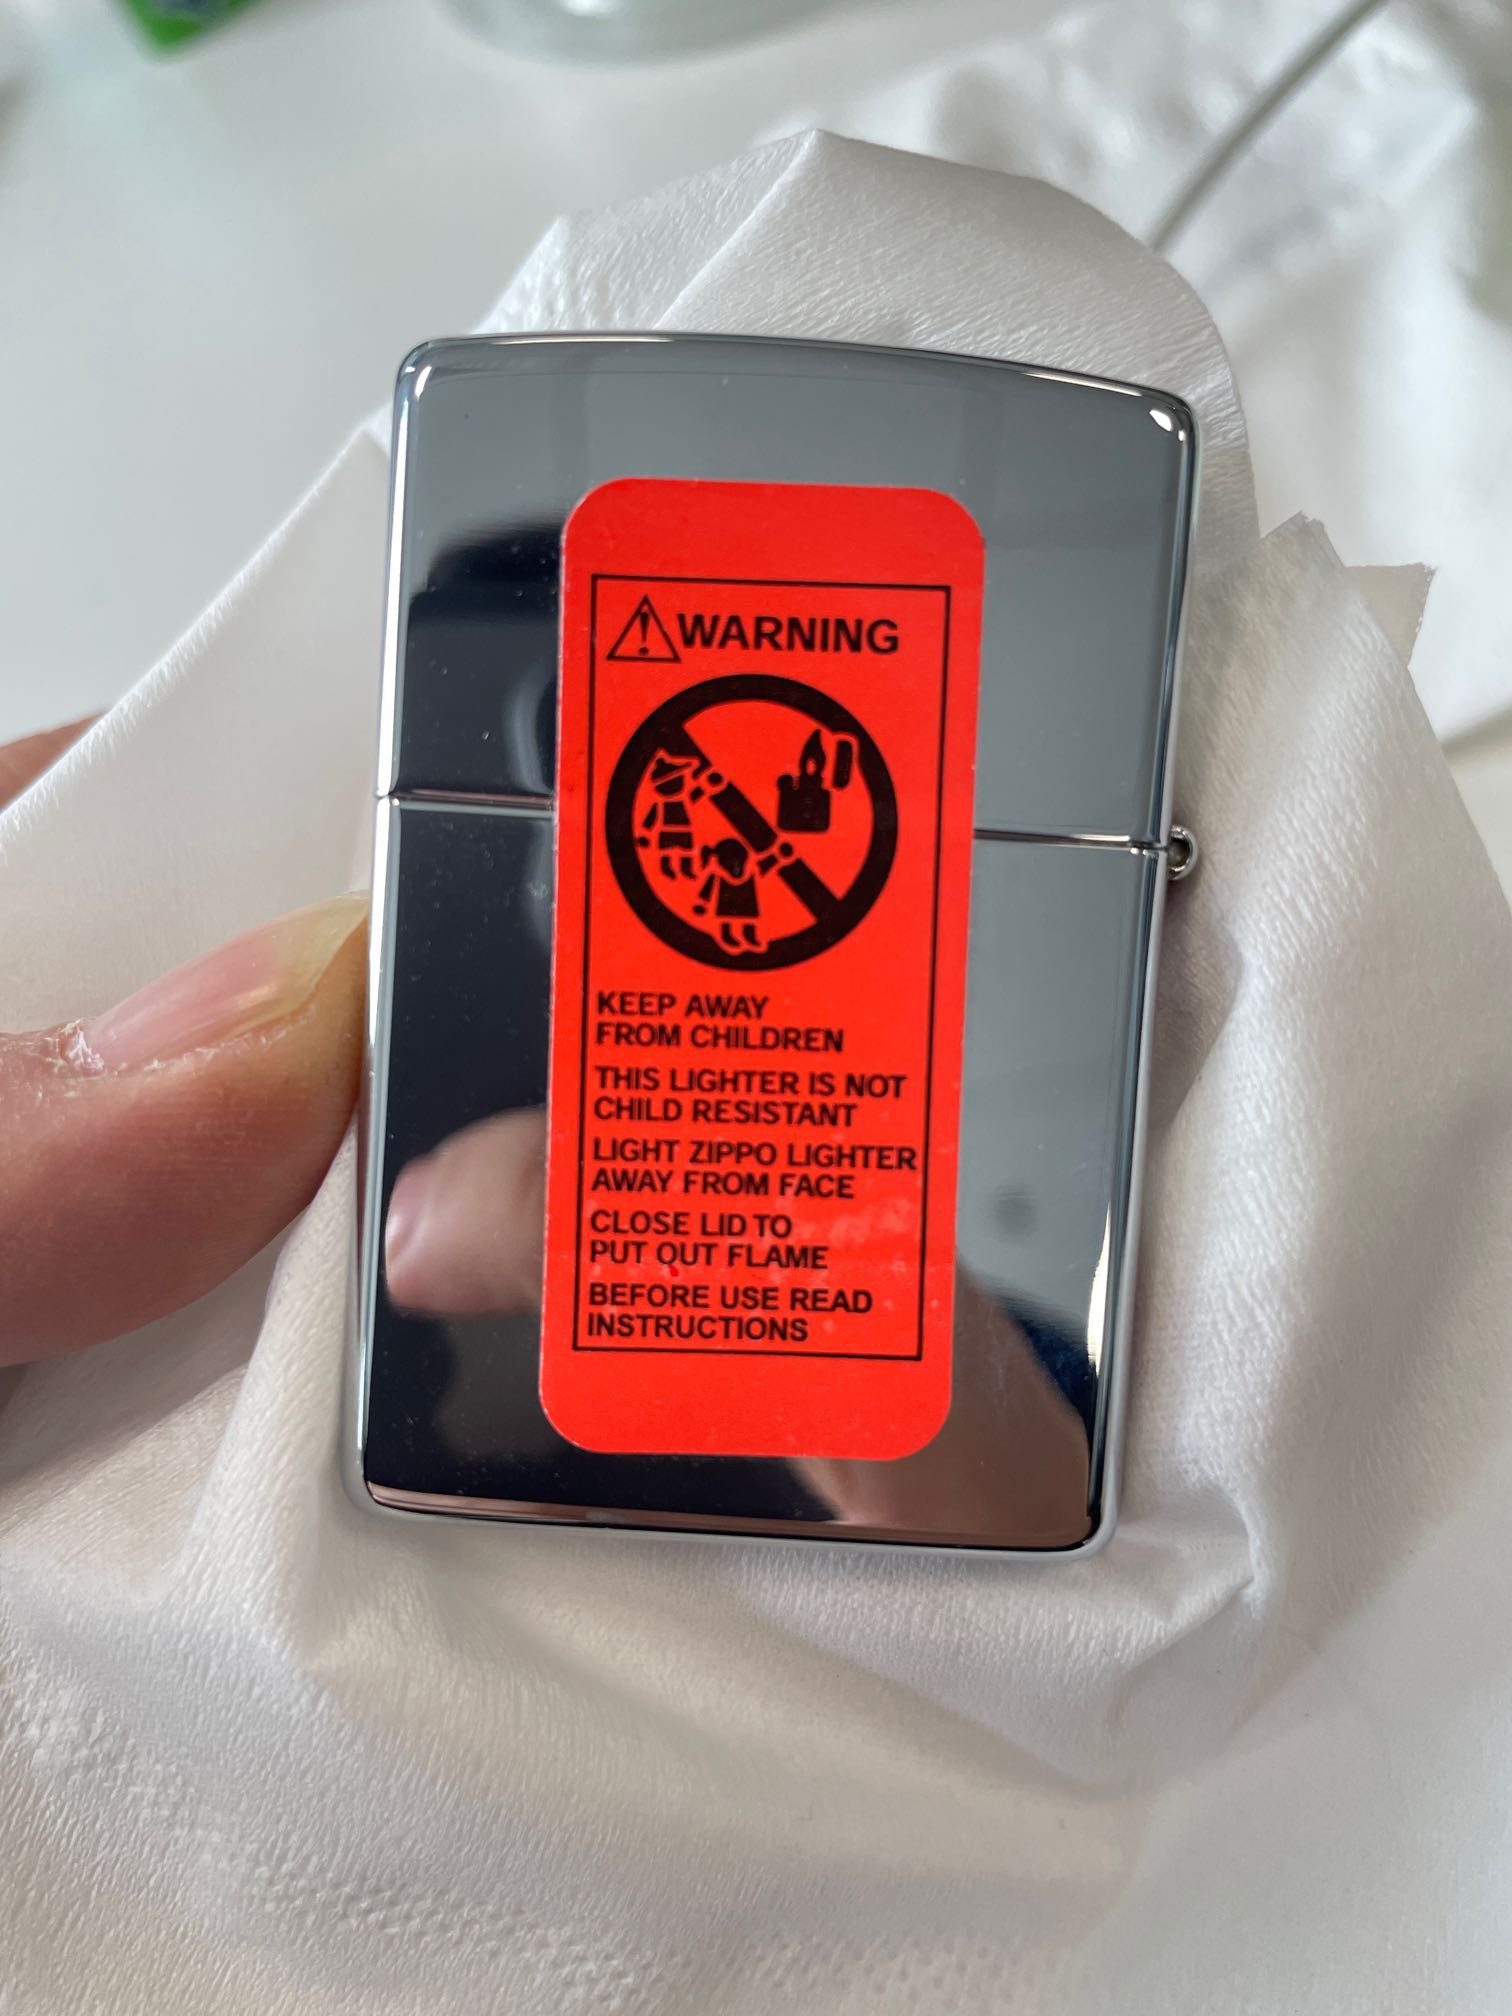 WARNING
KEEP AWAY
FROM CHILDREN
THIS LIGHTER IS NOT
CHILD RESISTANT
LIGHT ZIPPO LIGHTER
AWAY FROM FACE
CLOSE LID TO
PUT OUT FLAME
BEFORE USE READ
INSTRUCTIONS